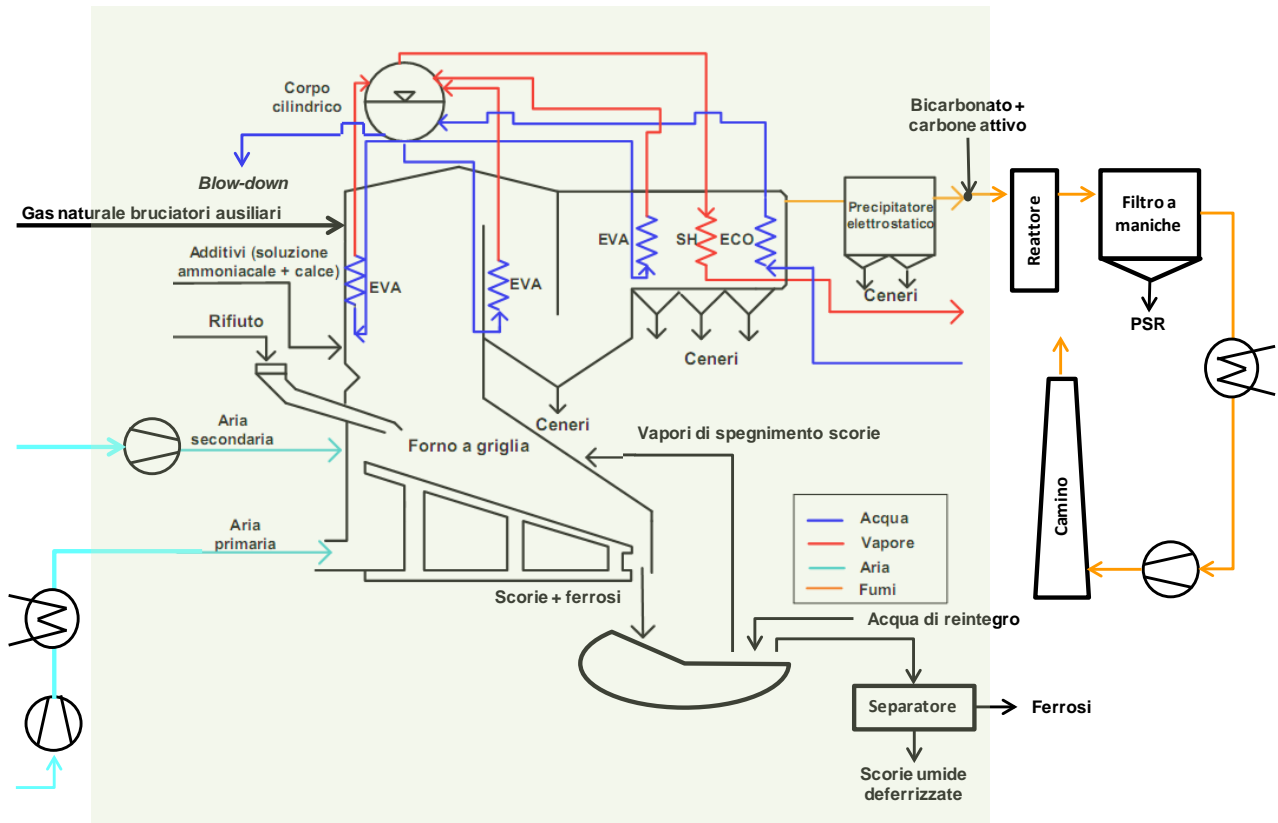 Corpo
cilindrico
Blow-down
Gas naturale bruciatori ausiliari
Additivi (soluzione
ammoniacale + calce)
EVA
EVA
Rifiuto
EVA
SH
ECO
Precipitatore
elettrostatico
Ceneri
Bicarbonato +
carbone attivo
Reattore
Filtro a
maniche
PSR
Ceneri
Ceneri
Aria
secondaria
Forno a griglia
Vapori di spegnimento scorie
Aria
primaria
Acqua
Vapore
Aria
Fumi
Camino
Scorie + ferrosi
Acqua di reintegro
Separatore
Ferrosi
Scorie umide
deferrizzate